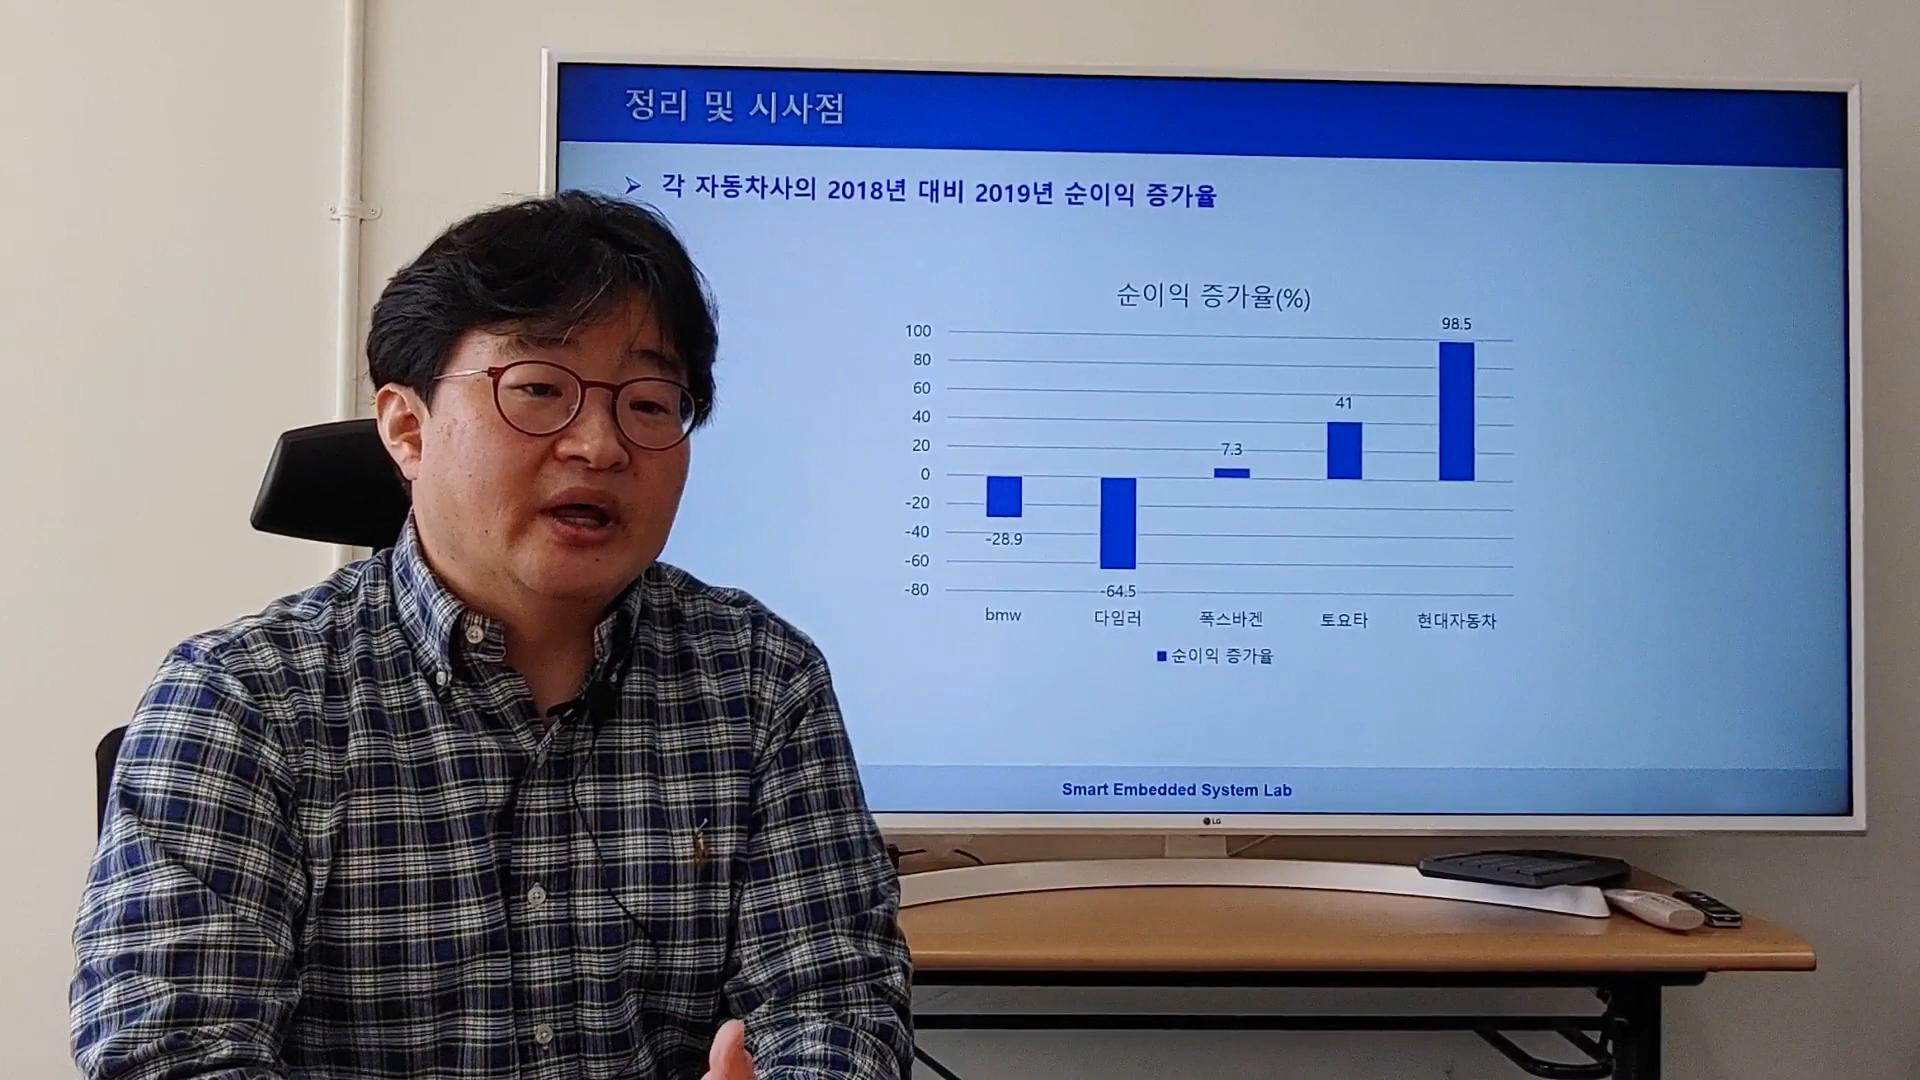 정리 및 시사점
➢ 각 자동차사의 2018년 대비 2019년 순이익 증가율
순이익 증가율(%)
100
80
60
40
20
0
-20
-40
-60
-80
-28.9
-64.5
7.3
41
98.5
bmw
다임러
폭스바겐
토요타
현대자동차
순이익 증가율
Smart Embedded System Lab
LG